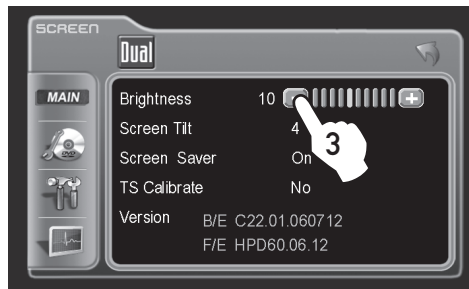 SCREEN
Dual
MAIN
Brightness 10 - +
Screen Tilt 4
3
Screen Saver On
DVD
TS Calibrate No
Version B/E C22.01.060712
F/E HPD60.06.12